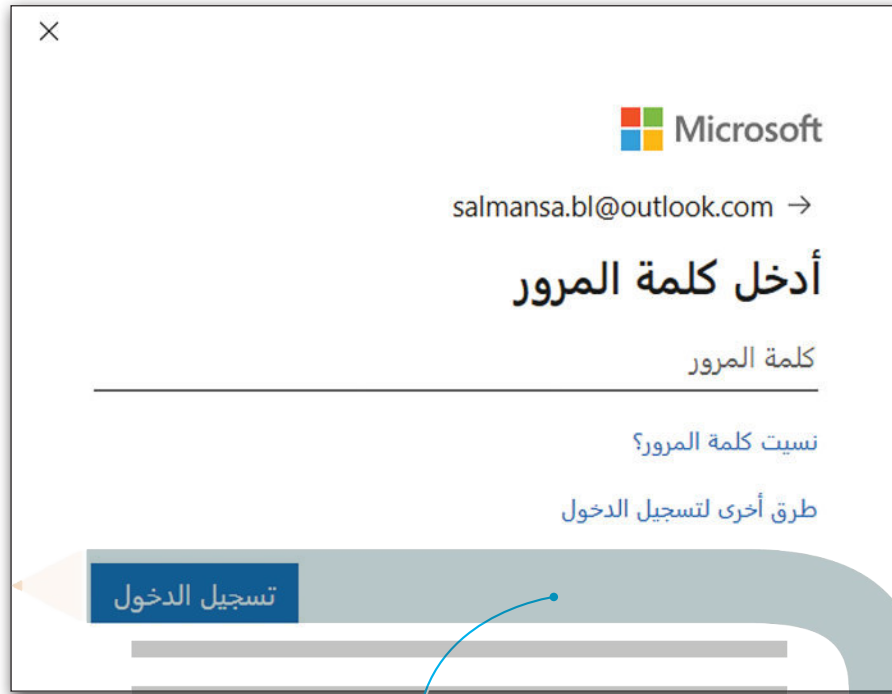 Microsoft
salmansa.bl@outlook.com →
أدخل كلمة المرور
كلمة المرور
نسيت كلمة المرور؟
طرق أخرى لتسجيل الدخول
تسجيل الدخول